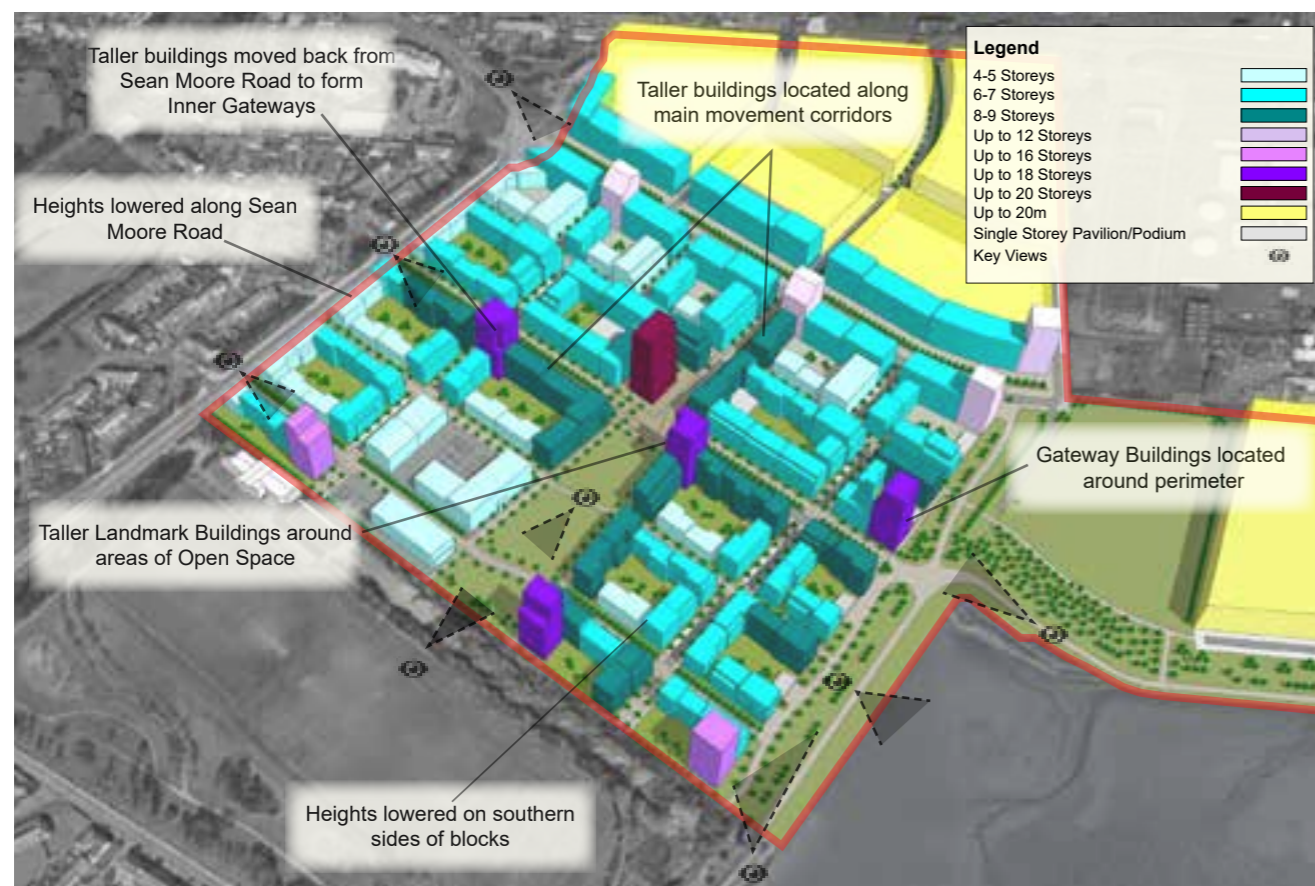 Taller buildings moved back from
Sean Moore Road to form
Inner Gateways
Taller buildings located along
main movement corridors
Legend
4-5 Storeys
6-7 Storeys
8-9 Storeys
Up to 12 Storeys
Up to 16 Storeys
Up to 18 Storeys
Up to 20 Storeys
Up to 20m
Single Storey Pavilion/Podium
Key Views
Heights lowered along Sean
Moore Road
Gateway Buildings located
around perimeter
Taller Landmark Buildings around
areas of Open Space
Heights lowered on southern
sides of blocks